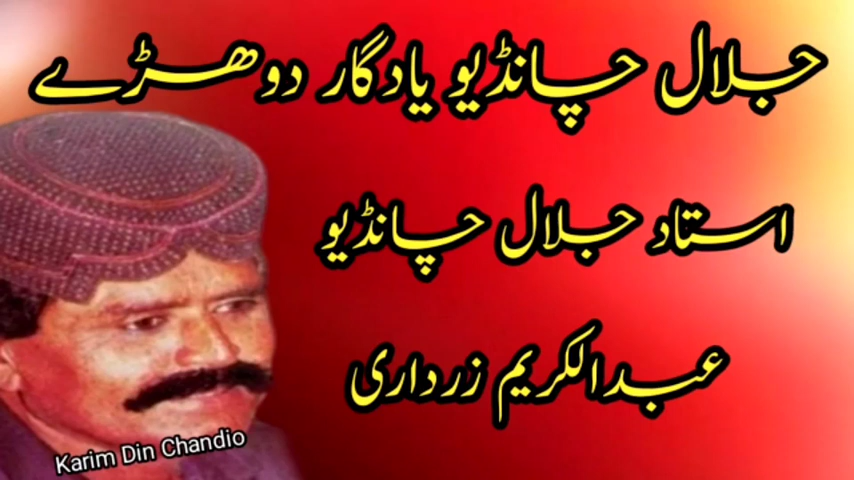 جلال چانڈیو یادگار دوھڑے
استاد جلال چانڈیو
عبدالکریم زرداری
Karim Din Chandio